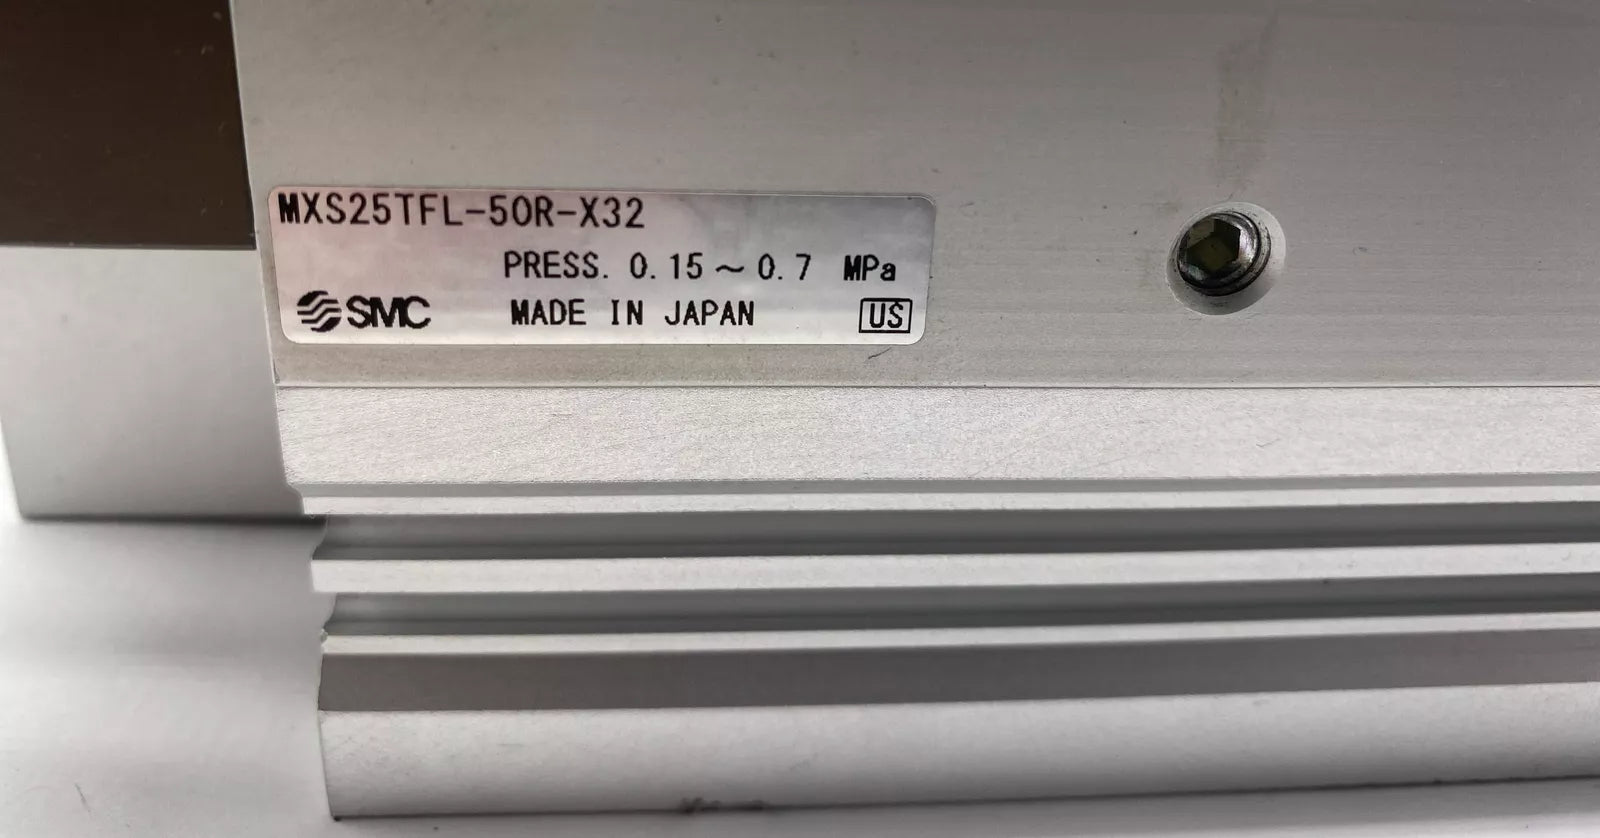 MXS25TFL-50R-X32
PRESS. 0.15～0.7 MPa
SMC MADE IN JAPAN US